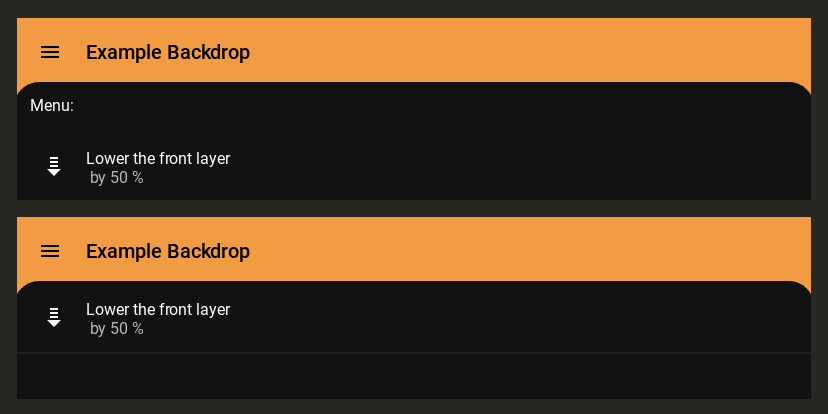 Example Backdrop
Menu:
Lower the front layer
by 50 %
Example Backdrop
Lower the front layer
by 50 %